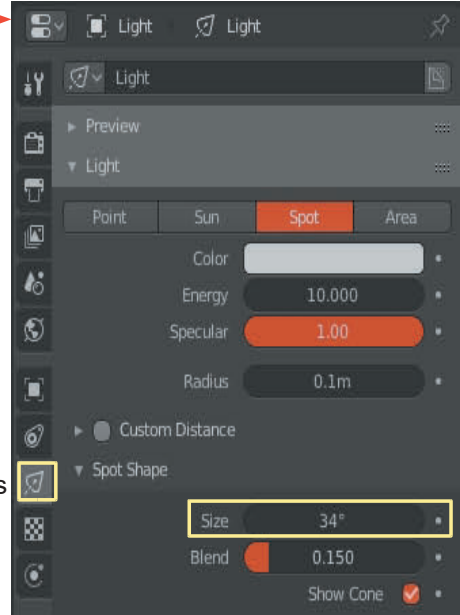 Light Light
Light
Preview
Light
Point Sun Spot Area
Color
Energy 10.000
Specular 1.00
Radius 0.1m
Custom Distance
Spot Shape
s
Size 34°
Blend 0.150
Show Cone